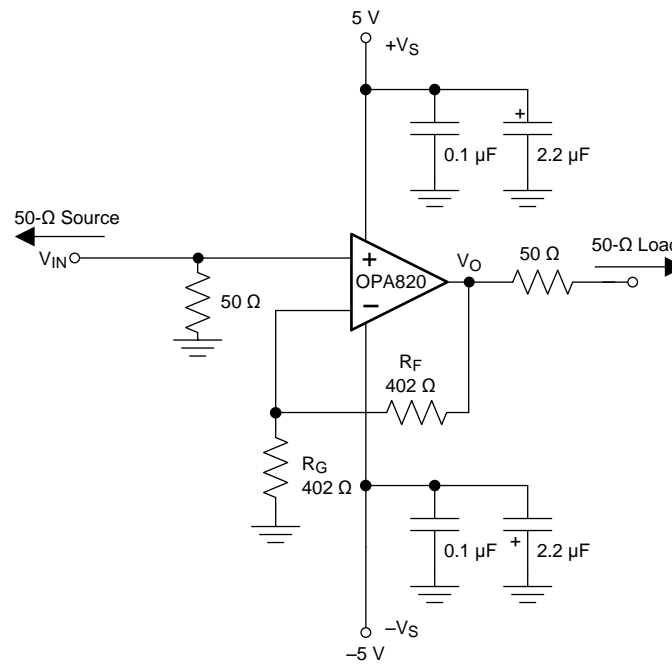 5 V
+VS
+
0.1 µF
2.2 µF
50-Ω Source
VIN
50 Ω
+
OPA820
−
VO
50 Ω
50-Ω Load
RF
402 Ω
RG
402 Ω
0.1 µF
+
2.2 µF
–VS
–5 V